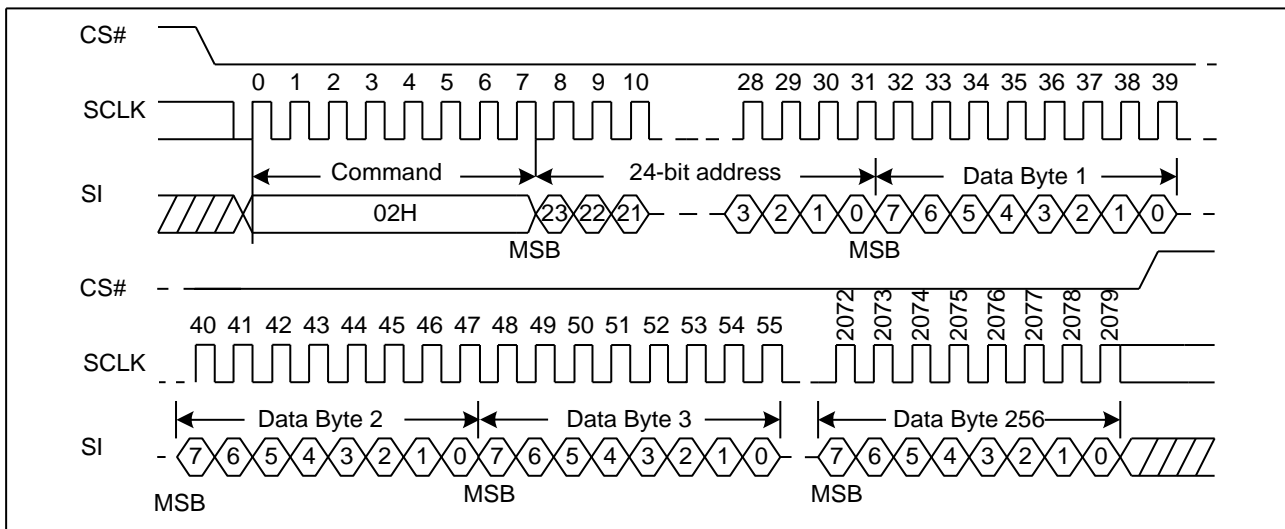 CS#
0 1 2 3 4 5 6 7 8 9 10 28 29 30 31 32 33 34 35 36 37 38 39
SCLK
Command 24-bit address Data Byte 1
SI
02H 23 22 21 3 2 1 0 7 6 5 4 3 2 1 0
MSB MSB
CS#
40 41 42 43 44 45 46 47 48 49 50 51 52 53 54 55 2072 2073 2074 2075 2076 2077 2078 2079
SCLK
Data Byte 2 Data Byte 3 Data Byte 256
SI
7 6 5 4 3 2 1 0 7 6 5 4 3 2 1 0 7 6 5 4 3 2 1 0
MSB MSB MSB